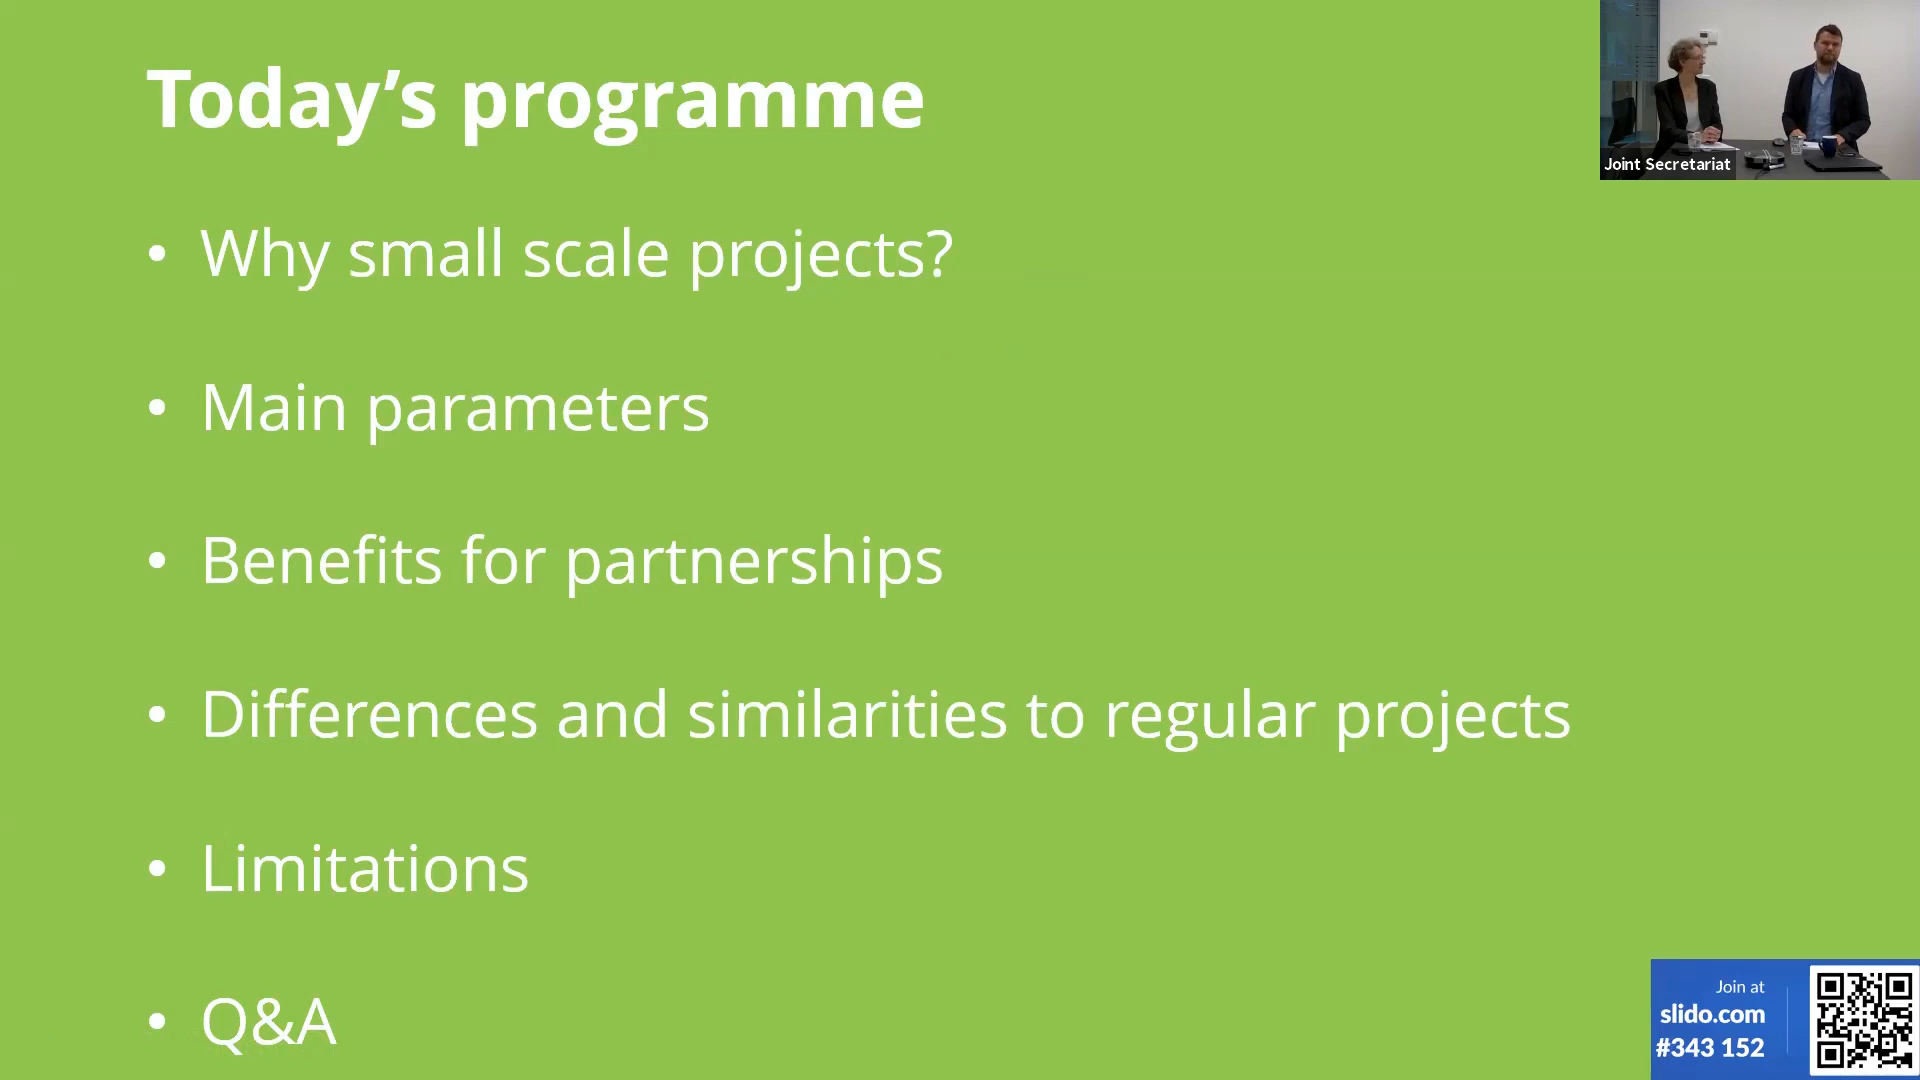 Today’s programme
Joint Secretariat
• Why small scale projects?
• Main parameters
• Benefits for partnerships
• Differences and similarities to regular projects
• Limitations
• Q&A
Join at
slido.com
#343 152